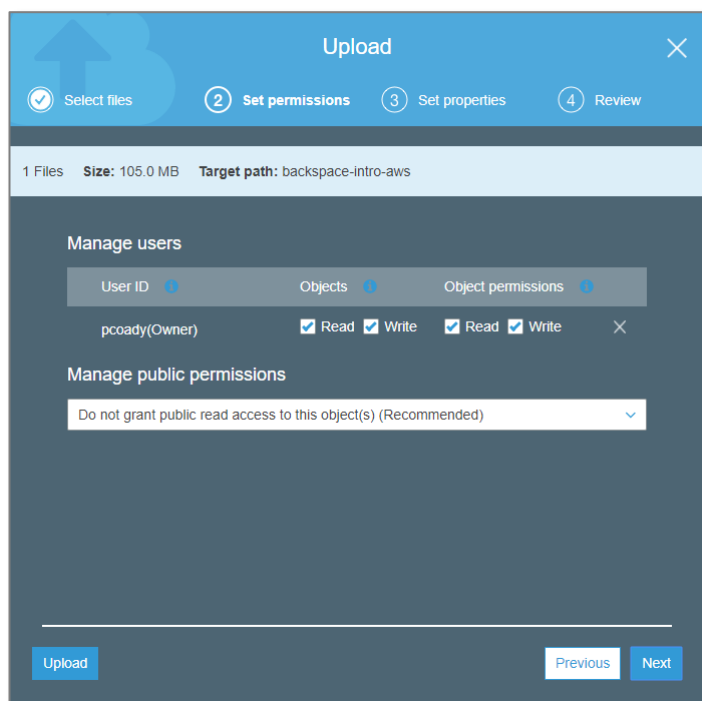 Upload
Select files 2 Set permissions 3 Set properties 4 Review
1 Files Size: 105.0 MB Target path: backspace-intro-aws
Manage users
User ID Objects Object permissions
pcoady(Owner) Read Write Read Write
Manage public permissions
Do not grant public read access to this object(s) (Recommended)
Upload Previous Next